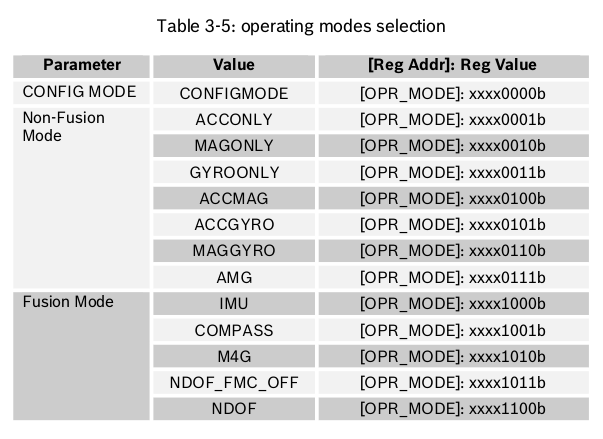 Table 3-5: operating modes selection
Parameter Value [Reg Addr]: Reg Value
CONFIG MODE CONFIGMODE [OPR_MODE]: xxxx0000b
Non-Fusion Mode ACCONLY [OPR_MODE]: xxxx0001b
MAGONLY [OPR_MODE]: xxxx0010b
GYROONLY [OPR_MODE]: xxxx0011b
ACCMAG [OPR_MODE]: xxxx0100b
ACCGYRO [OPR_MODE]: xxxx0101b
MAGGYRO [OPR_MODE]: xxxx0110b
AMG [OPR_MODE]: xxxx0111b
Fusion Mode IMU [OPR_MODE]: xxxx1000b
COMPASS [OPR_MODE]: xxxx1001b
M4G [OPR_MODE]: xxxx1010b
NDOF_FMC_OFF [OPR_MODE]: xxxx1011b
NDOF [OPR_MODE]: xxxx1100b